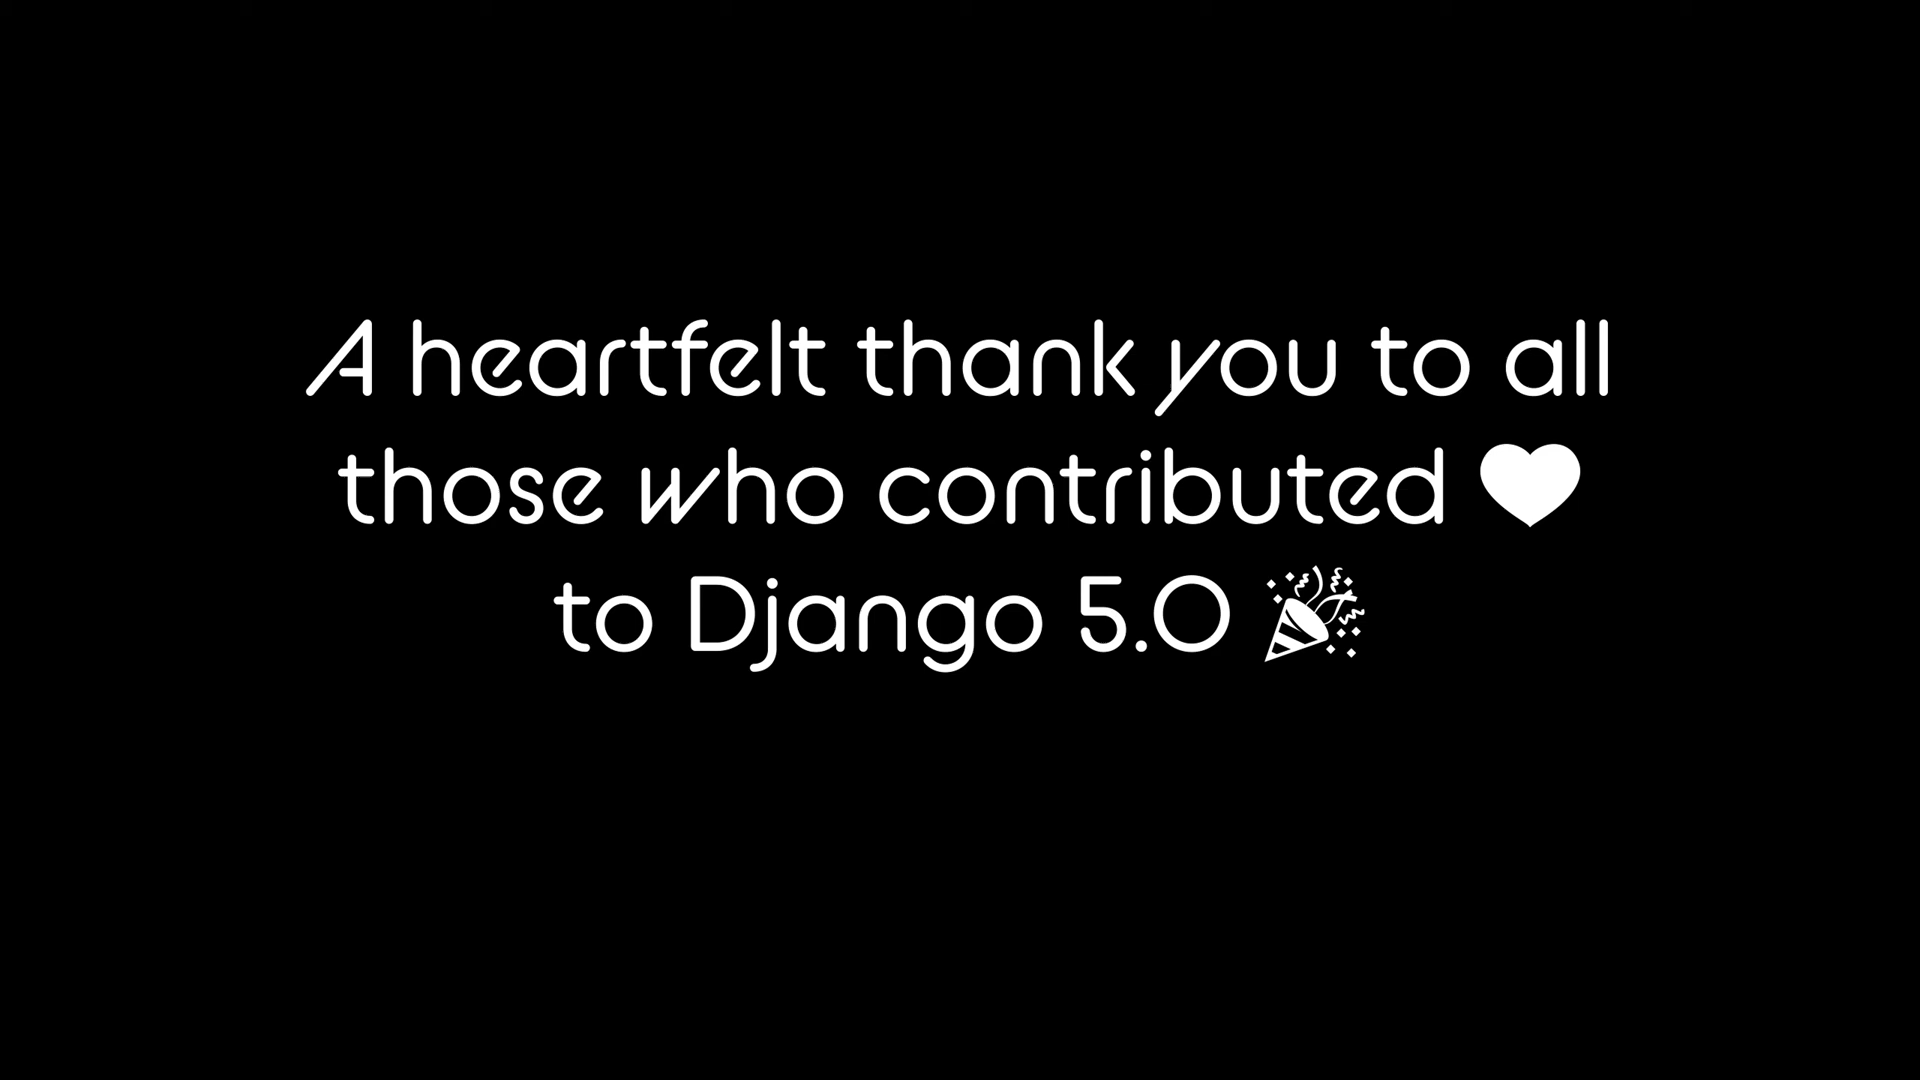 A heartfelt thank you to all
those who contributed ♥
to Django 5.0 🎉